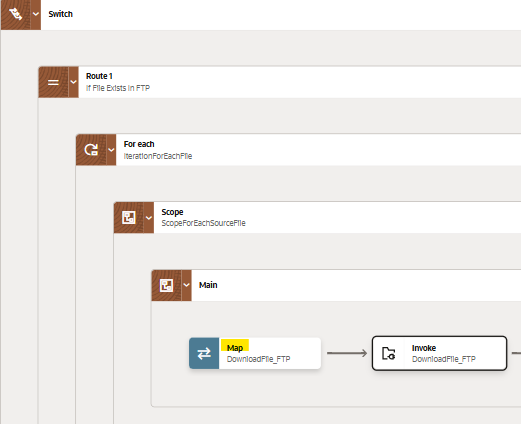 Switch
Route 1
If File Exists in FTP
For each
IterationForEachFile
Scope
ScopeForEachSourceFile
Main
Map
DownloadFile_FTP
Invoke
DownloadFile_FTP